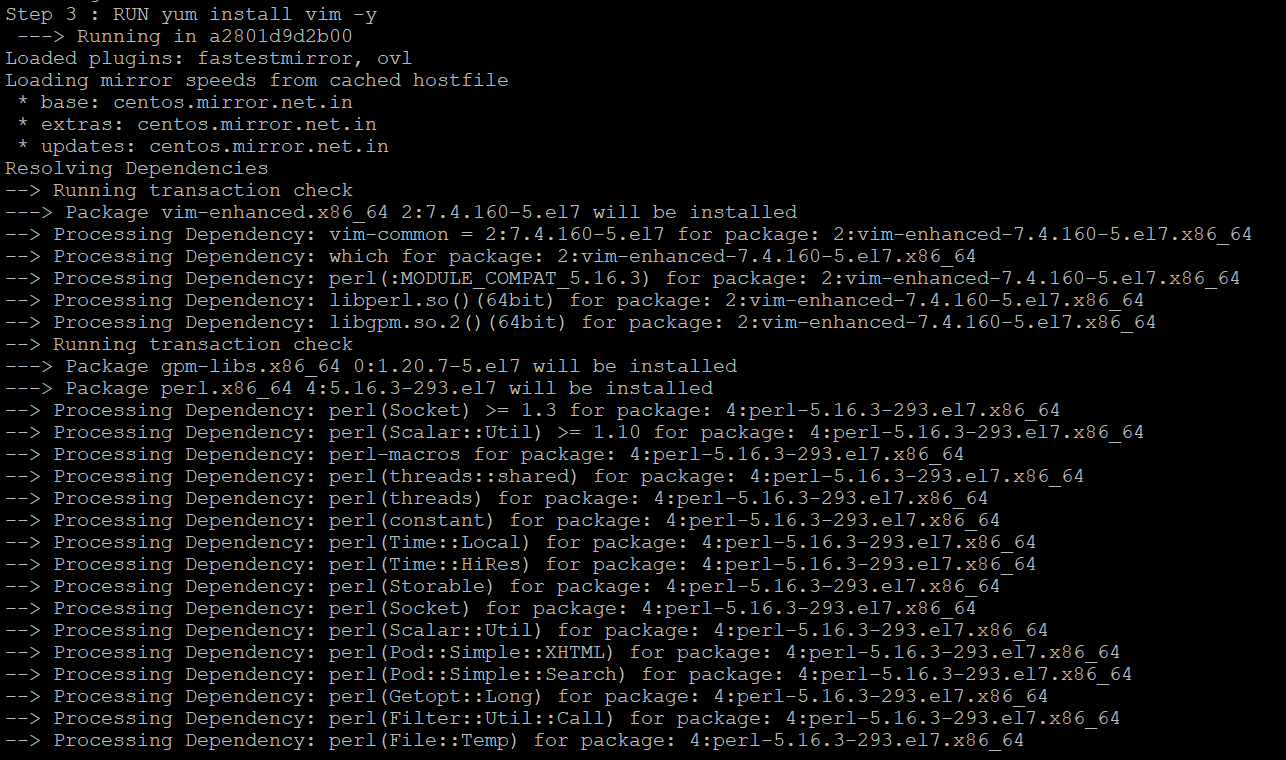 Step 3 : RUN yum install vim -y
 ---> Running in a2801d9d2b00
Loaded plugins: fastestmirror, ovl
Loading mirror speeds from cached hostfile
 * base: centos.mirror.net.in
 * extras: centos.mirror.net.in
 * updates: centos.mirror.net.in
Resolving Dependencies
--> Running transaction check
---> Package vim-enhanced.x86_64 2:7.4.160-5.el7 will be installed
--> Processing Dependency: vim-common = 2:7.4.160-5.el7 for package: 2:vim-enhanced-7.4.160-5.el7.x86_64
--> Processing Dependency: which for package: 2:vim-enhanced-7.4.160-5.el7.x86_64
--> Processing Dependency: perl(:MODULE_COMPAT_5.16.3) for package: 2:vim-enhanced-7.4.160-5.el7.x86_64
--> Processing Dependency: libperl.so()(64bit) for package: 2:vim-enhanced-7.4.160-5.el7.x86_64
--> Processing Dependency: libgpm.so.2()(64bit) for package: 2:vim-enhanced-7.4.160-5.el7.x86_64
--> Running transaction check
---> Package gpm-libs.x86_64 0:1.20.7-5.el7 will be installed
---> Package perl.x86_64 4:5.16.3-293.el7 will be installed
--> Processing Dependency: perl(Socket) >= 1.3 for package: 4:perl-5.16.3-293.el7.x86_64
--> Processing Dependency: perl(Scalar::Util) >= 1.10 for package: 4:perl-5.16.3-293.el7.x86_64
--> Processing Dependency: perl-macros for package: 4:perl-5.16.3-293.el7.x86_64
--> Processing Dependency: perl(threads::shared) for package: 4:perl-5.16.3-293.el7.x86_64
--> Processing Dependency: perl(threads) for package: 4:perl-5.16.3-293.el7.x86_64
--> Processing Dependency: perl(constant) for package: 4:perl-5.16.3-293.el7.x86_64
--> Processing Dependency: perl(Time::Local) for package: 4:perl-5.16.3-293.el7.x86_64
--> Processing Dependency: perl(Time::HiRes) for package: 4:perl-5.16.3-293.el7.x86_64
--> Processing Dependency: perl(Storable) for package: 4:perl-5.16.3-293.el7.x86_64
--> Processing Dependency: perl(Socket) for package: 4:perl-5.16.3-293.el7.x86_64
--> Processing Dependency: perl(Scalar::Util) for package: 4:perl-5.16.3-293.el7.x86_64
--> Processing Dependency: perl(Pod::Simple::XHTML) for package: 4:perl-5.16.3-293.el7.x86_64
--> Processing Dependency: perl(Pod::Simple::Search) for package: 4:perl-5.16.3-293.el7.x86_64
--> Processing Dependency: perl(Getopt::Long) for package: 4:perl-5.16.3-293.el7.x86_64
--> Processing Dependency: perl(Filter::Util::Call) for package: 4:perl-5.16.3-293.el7.x86_64
--> Processing Dependency: perl(File::Temp) for package: 4:perl-5.16.3-293.el7.x86_64